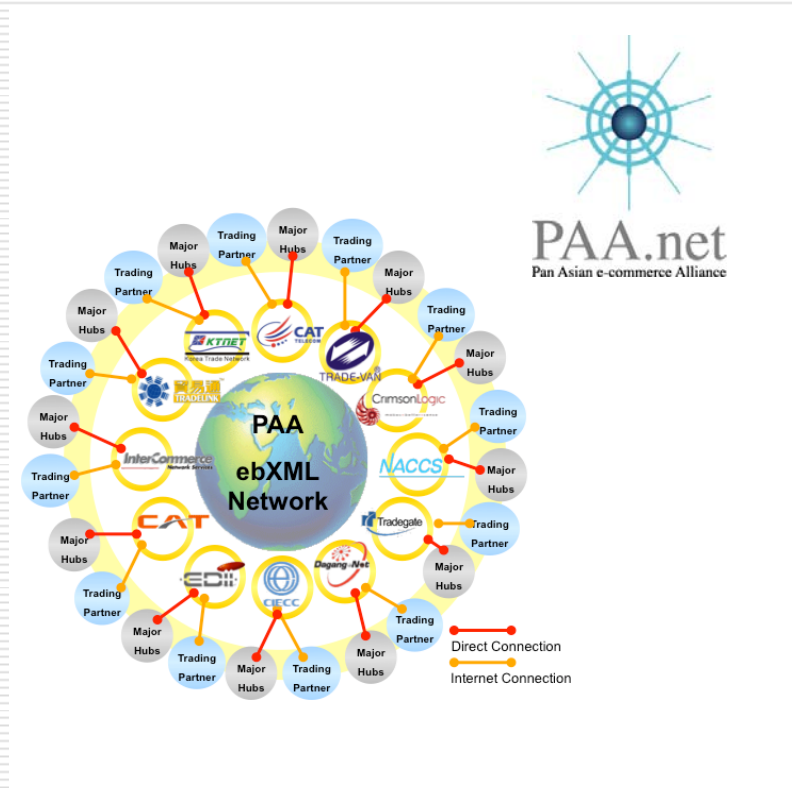 PAA.net
Pan Asian e-commerce Alliance
Trading
Partner
Major
Hubs
Trading
Partner
Major
Hubs
Trading
Partner
Major
Hubs
Trading
Partner
Major
Hubs
Trading
Partner
Major
Hubs
Trading
Partner
Major
Hubs
Trading
Partner
Major
Hubs
Trading
Partner
Major
Hubs
Trading
Partner
Major
Hubs
Trading
Partner
Major
Hubs
Trading
Partner
Major
Hubs
Trading
Partner
Major
Hubs
KTNET
Korea Trade Network
CAT
TELECOM
TRADE-VAN®
CrimsonLogic
貿易通™
TRADELINK
InterCommerce
Network Services
NACCS
CAT
Tradegate
EDII
CIECC
Dagang Net
PAA
ebXML
Network
Direct Connection
Internet Connection